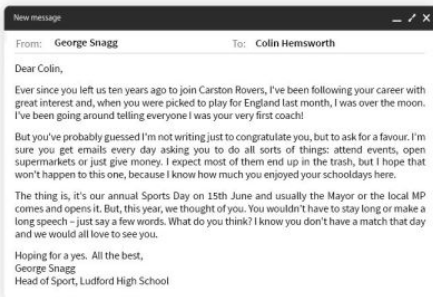 New message
From: George Snagg To: Colin Hemsworth
Dear Colin,
Ever since you left us ten years ago to join Carston Rovers, I've been following your career with
great interest and, when you were picked to play for England last month, I was over the moon.
I've been going around telling everyone I was your very first coach!
But you've probably guessed I'm not writing just to congratulate you, but to ask for a favour. I'm
sure you get emails every day asking you to do all sorts of things: attend events, open
supermarkets or just give money. I expect most of them end up in the trash, but I hope that
won't happen to this one, because I know how much you enjoyed your schooldays here.
The thing is, it's our annual Sports Day on 15th June and usually the Mayor or the local MP
comes and opens it. But, this year, we thought of you. You wouldn't have to stay long or make a
long speech – just say a few words. What do you think? I know you don't have a match that day
and we would all love to see you.
Hoping for a yes. All the best,
George Snagg
Head of Sport, Ludford High School